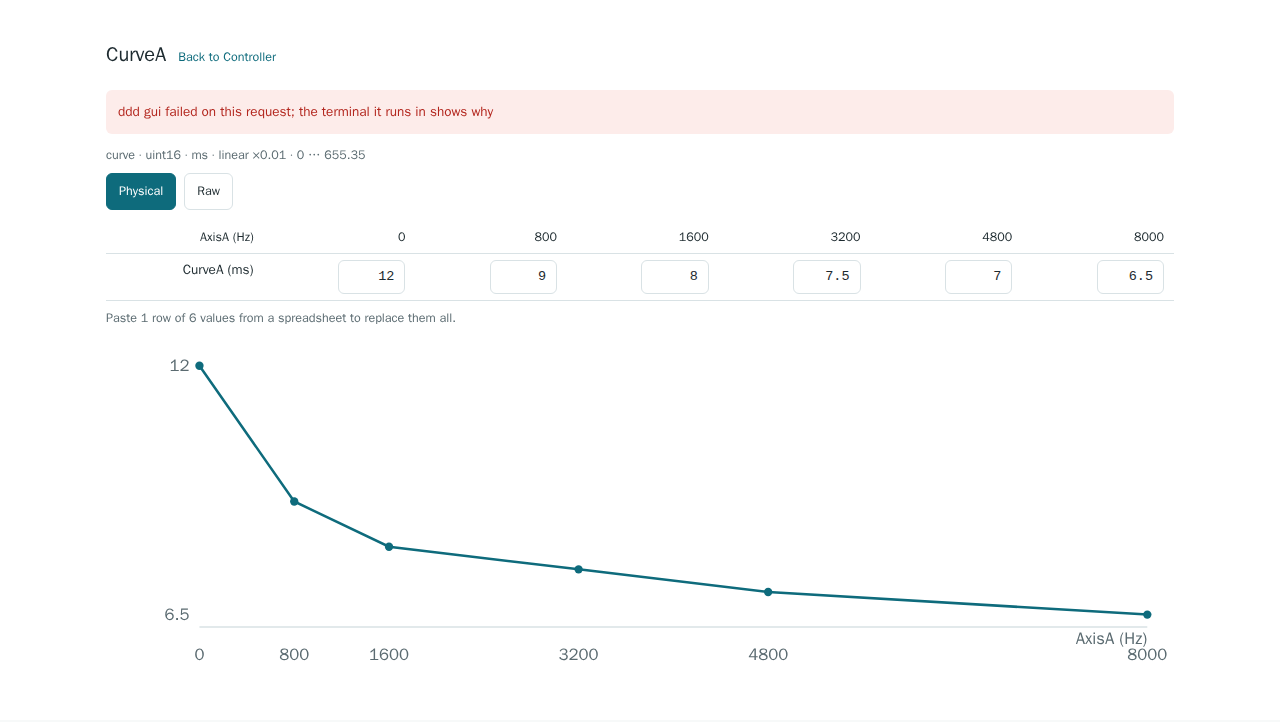 CurveA Back to Controller
ddd gui failed on this request; the terminal it runs in shows why
curve · uint16 · ms · linear ×0.01 · 0 ⋯ 655.35
Physical Raw
AxisA (Hz) 0 800 1600 3200 4800 8000
CurveA (ms) 12 9 8 7.5 7 6.5
Paste 1 row of 6 values from a spreadsheet to replace them all.
12
6.5
AxisA (Hz)
0 800 1600 3200 4800 8000